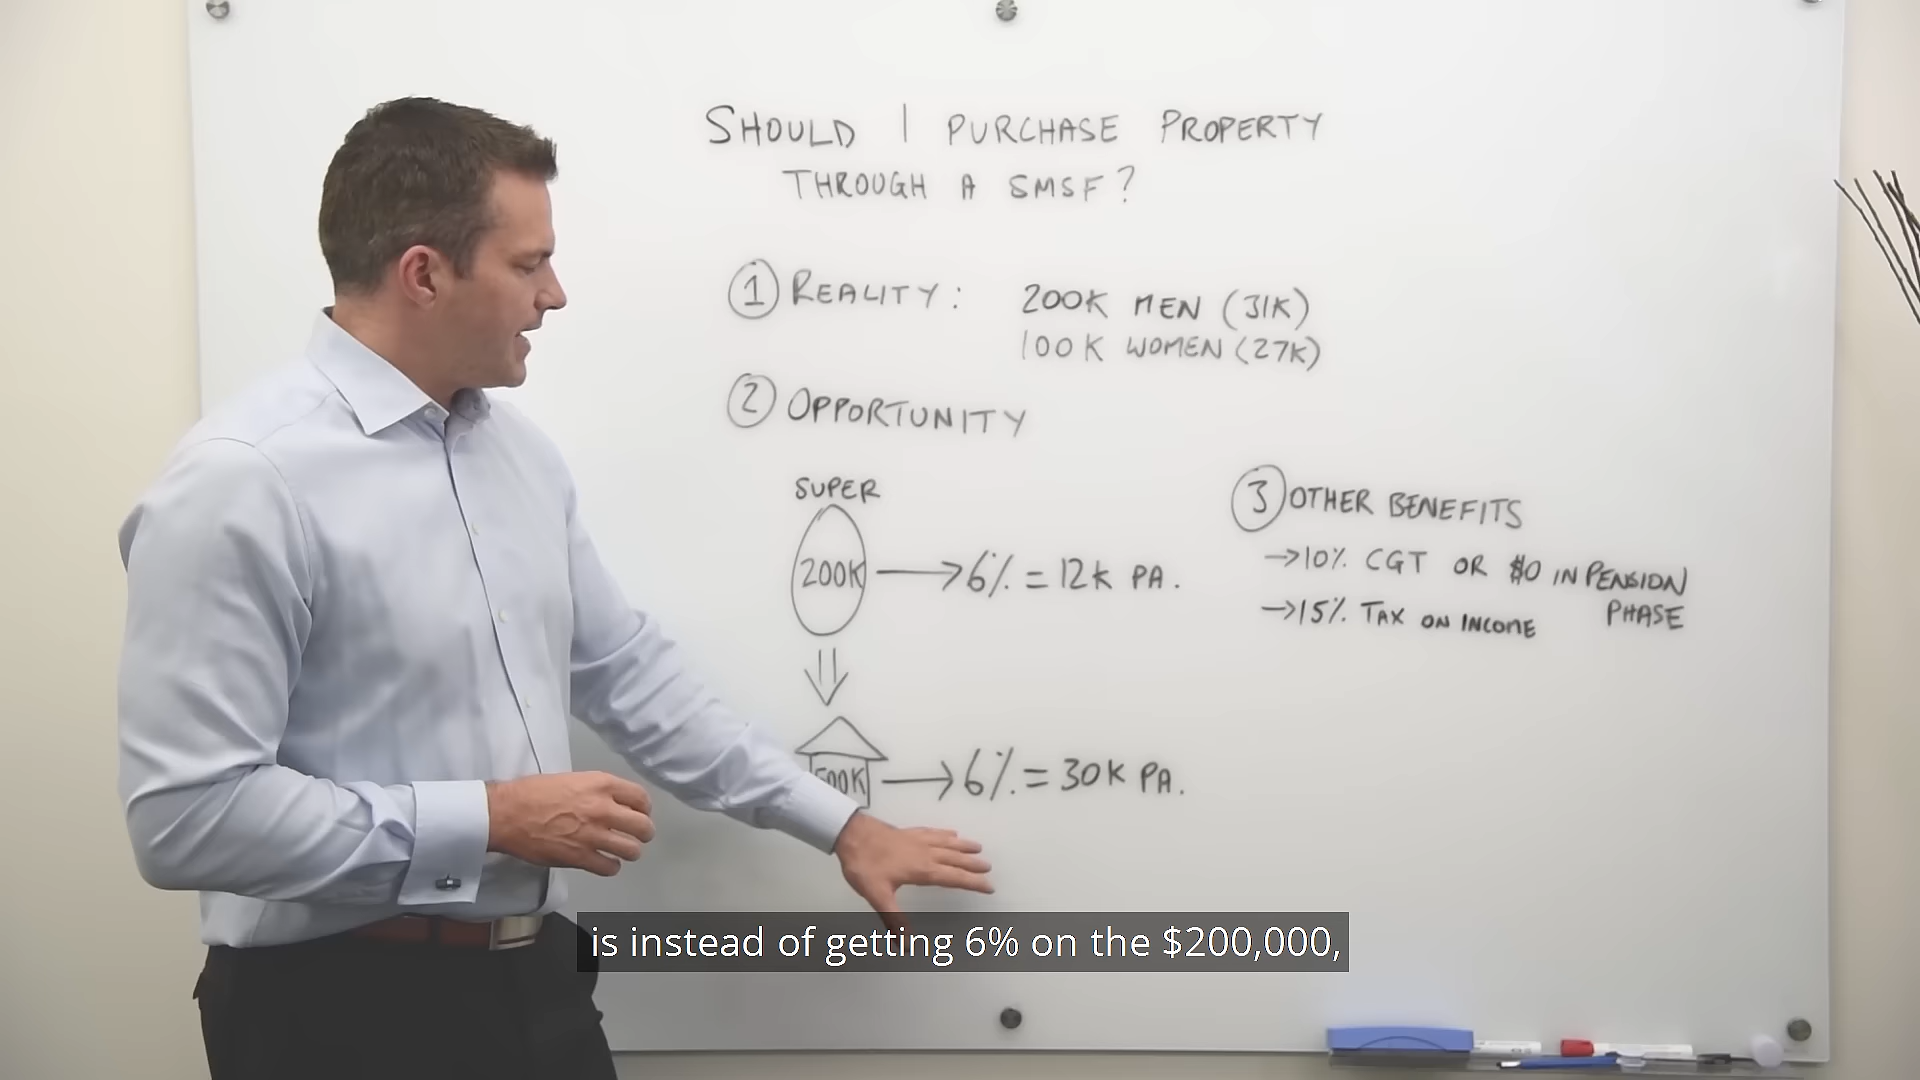 SHOULD I PURCHASE PROPERTY
THROUGH A SMSF?
1 REALITY: 200K MEN (31K)
100K WOMEN (27K)
2 OPPORTUNITY
SUPER
200K → 6% = 12K PA.
500K → 6% = 30K PA.
3 OTHER BENEFITS
→ 10% CGT OR $0 IN PENSION
PHASE
→ 15% TAX ON INCOME
is instead of getting 6% on the $200,000,